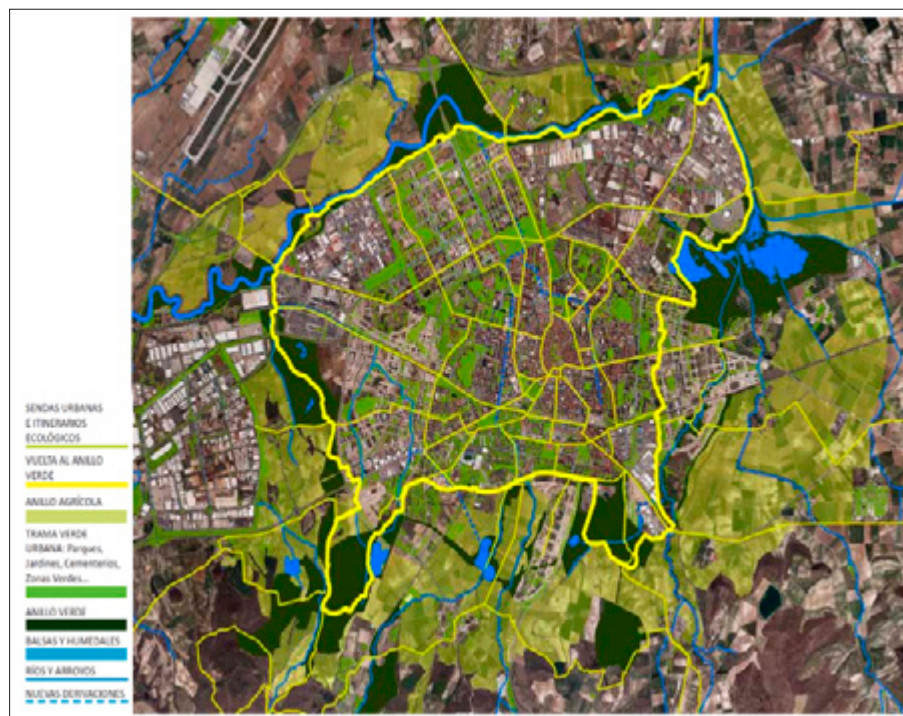 SENDAS URBANAS
E ITINERARIOS
ECOLÓGICOS
VUELTA AL ANILLO
VERDE
ANILLO AGRÍCOLA
TRAMA VERDE
URBANA: Parques,
Jardines, Cementerios,
Zonas Verdes...
ANILLO VERDE
BALSAS Y HUMEDALES
RÍOS Y ARROYOS
NUEVAS DERIVACIONES